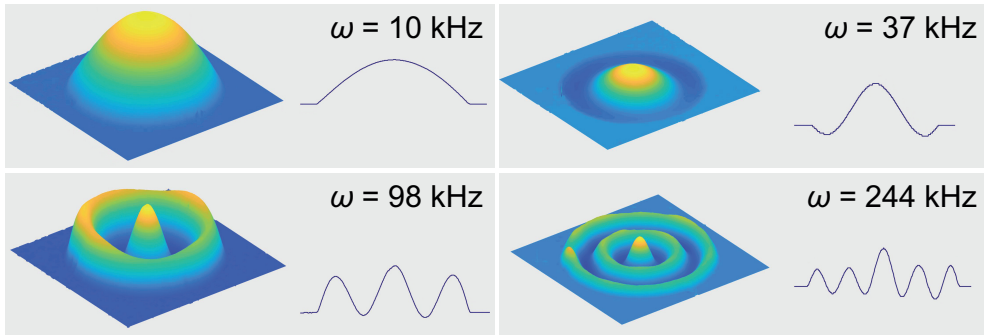 ω = 10 kHz
ω = 37 kHz
ω = 98 kHz
ω = 244 kHz